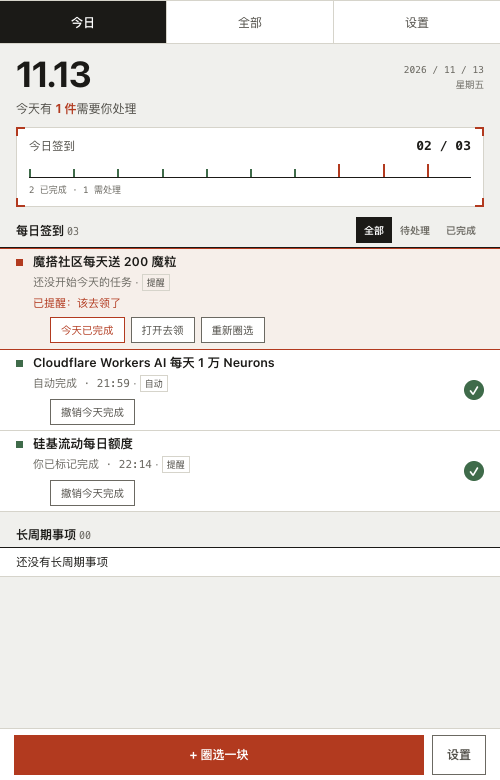 今日 全部 设置
11.13 2026 / 11 / 13
星期五
今天有 1 件需要你处理
今日签到 02 / 03
2 已完成 · 1 需处理
每日签到 03 全部 待处理 已完成
魔搭社区每天送 200 魔粒
还没开始今天的任务 · 提醒
已提醒：该去领了
今天已完成 打开去领 重新圈选
Cloudflare Workers AI 每天 1 万 Neurons
自动完成 · 21:59 · 自动
撤销今天完成
硅基流动每日额度
你已标记完成 · 22:14 · 提醒
撤销今天完成
长周期事项 00
还没有长周期事项
+ 圈选一块 设置